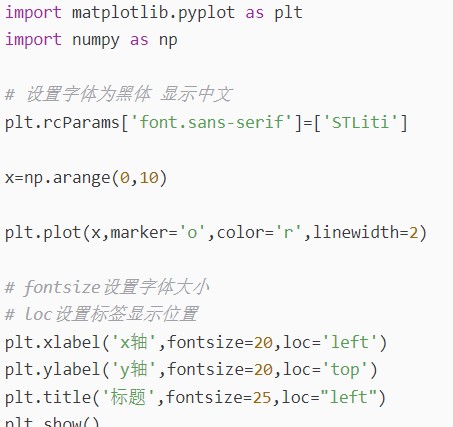 import matplotlib.pyplot as plt
import numpy as np
# 设置字体为黑体 显示中文
plt.rcParams['font.sans-serif']=['STLiti']
x=np.arange(0,10)
plt.plot(x,marker='o',color='r',linewidth=2)
# fontsize设置字体大小
# loc设置标签显示位置
plt.xlabel('x轴',fontsize=20,loc='left')
plt.ylabel('y轴',fontsize=20,loc='top')
plt.title('标题',fontsize=25,loc="left")
plt.show()